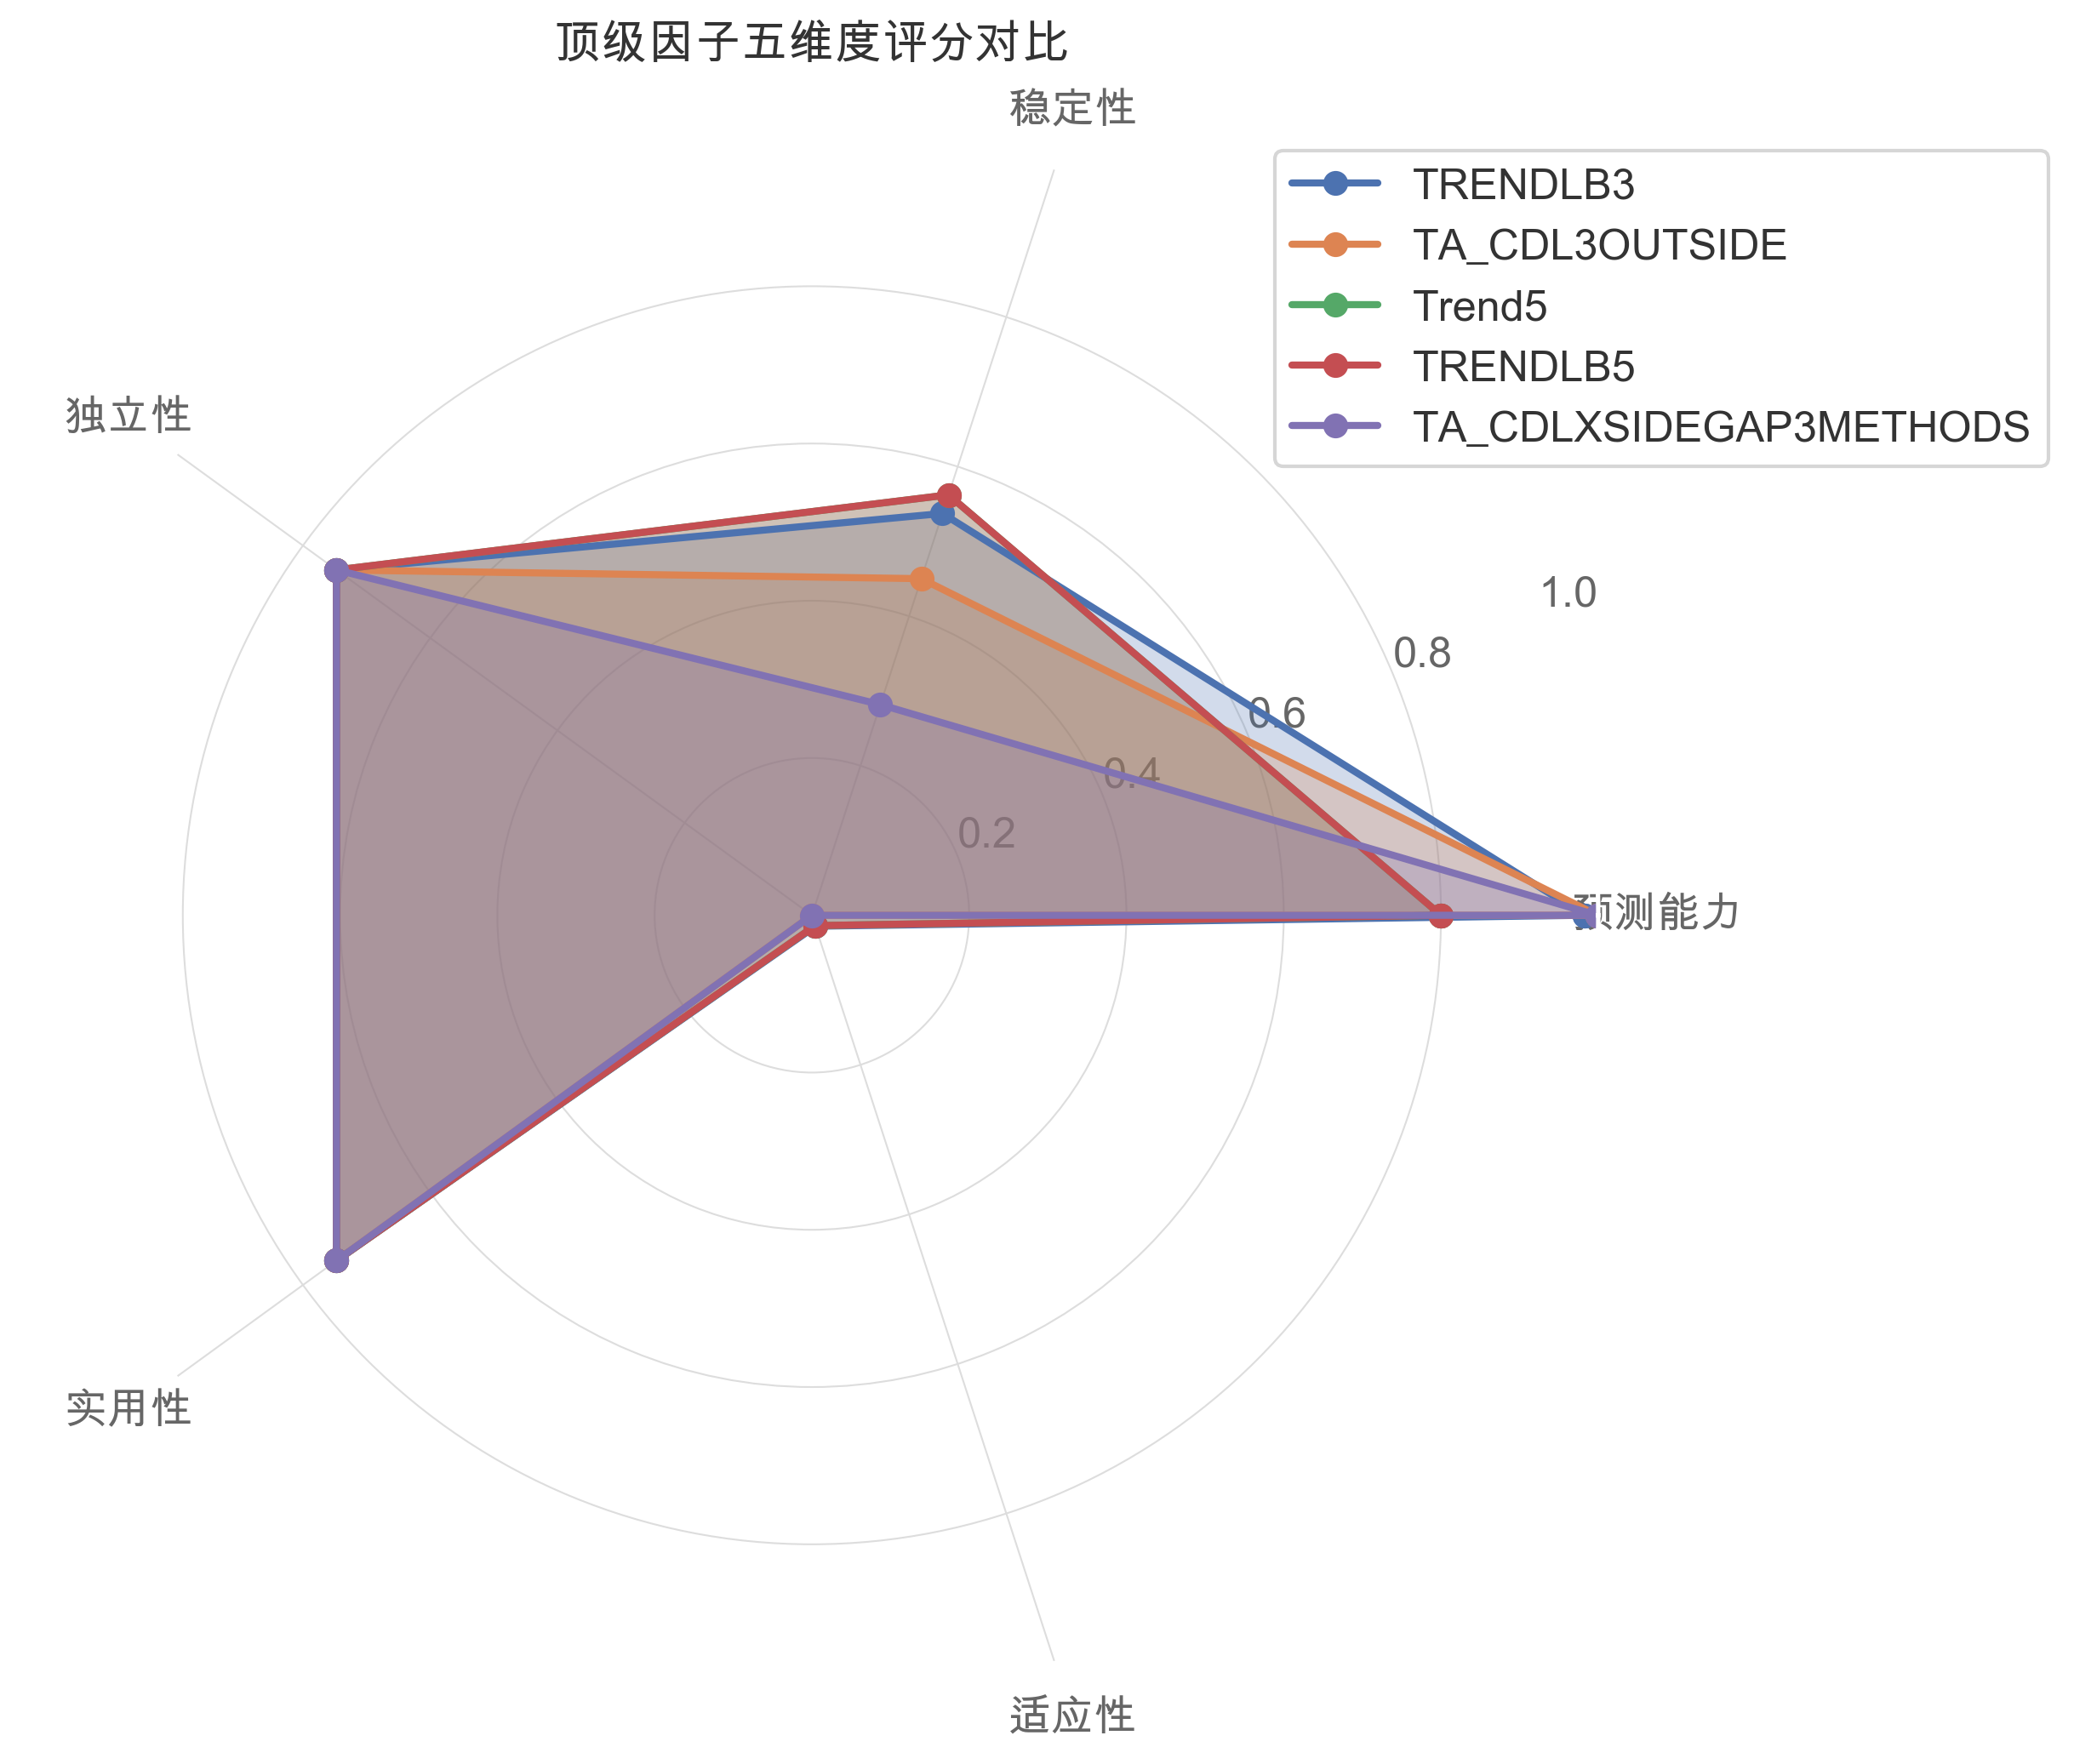 顶级因子五维度评分对比
稳定性
TRENDLB3
TA_CDL3OUTSIDE
Trend5
TRENDLB5
TA_CDLXSIDEGAP3METHODS
独立性
1.0
0.8
0.6
0.4
0.2
预测能力
实用性
适应性